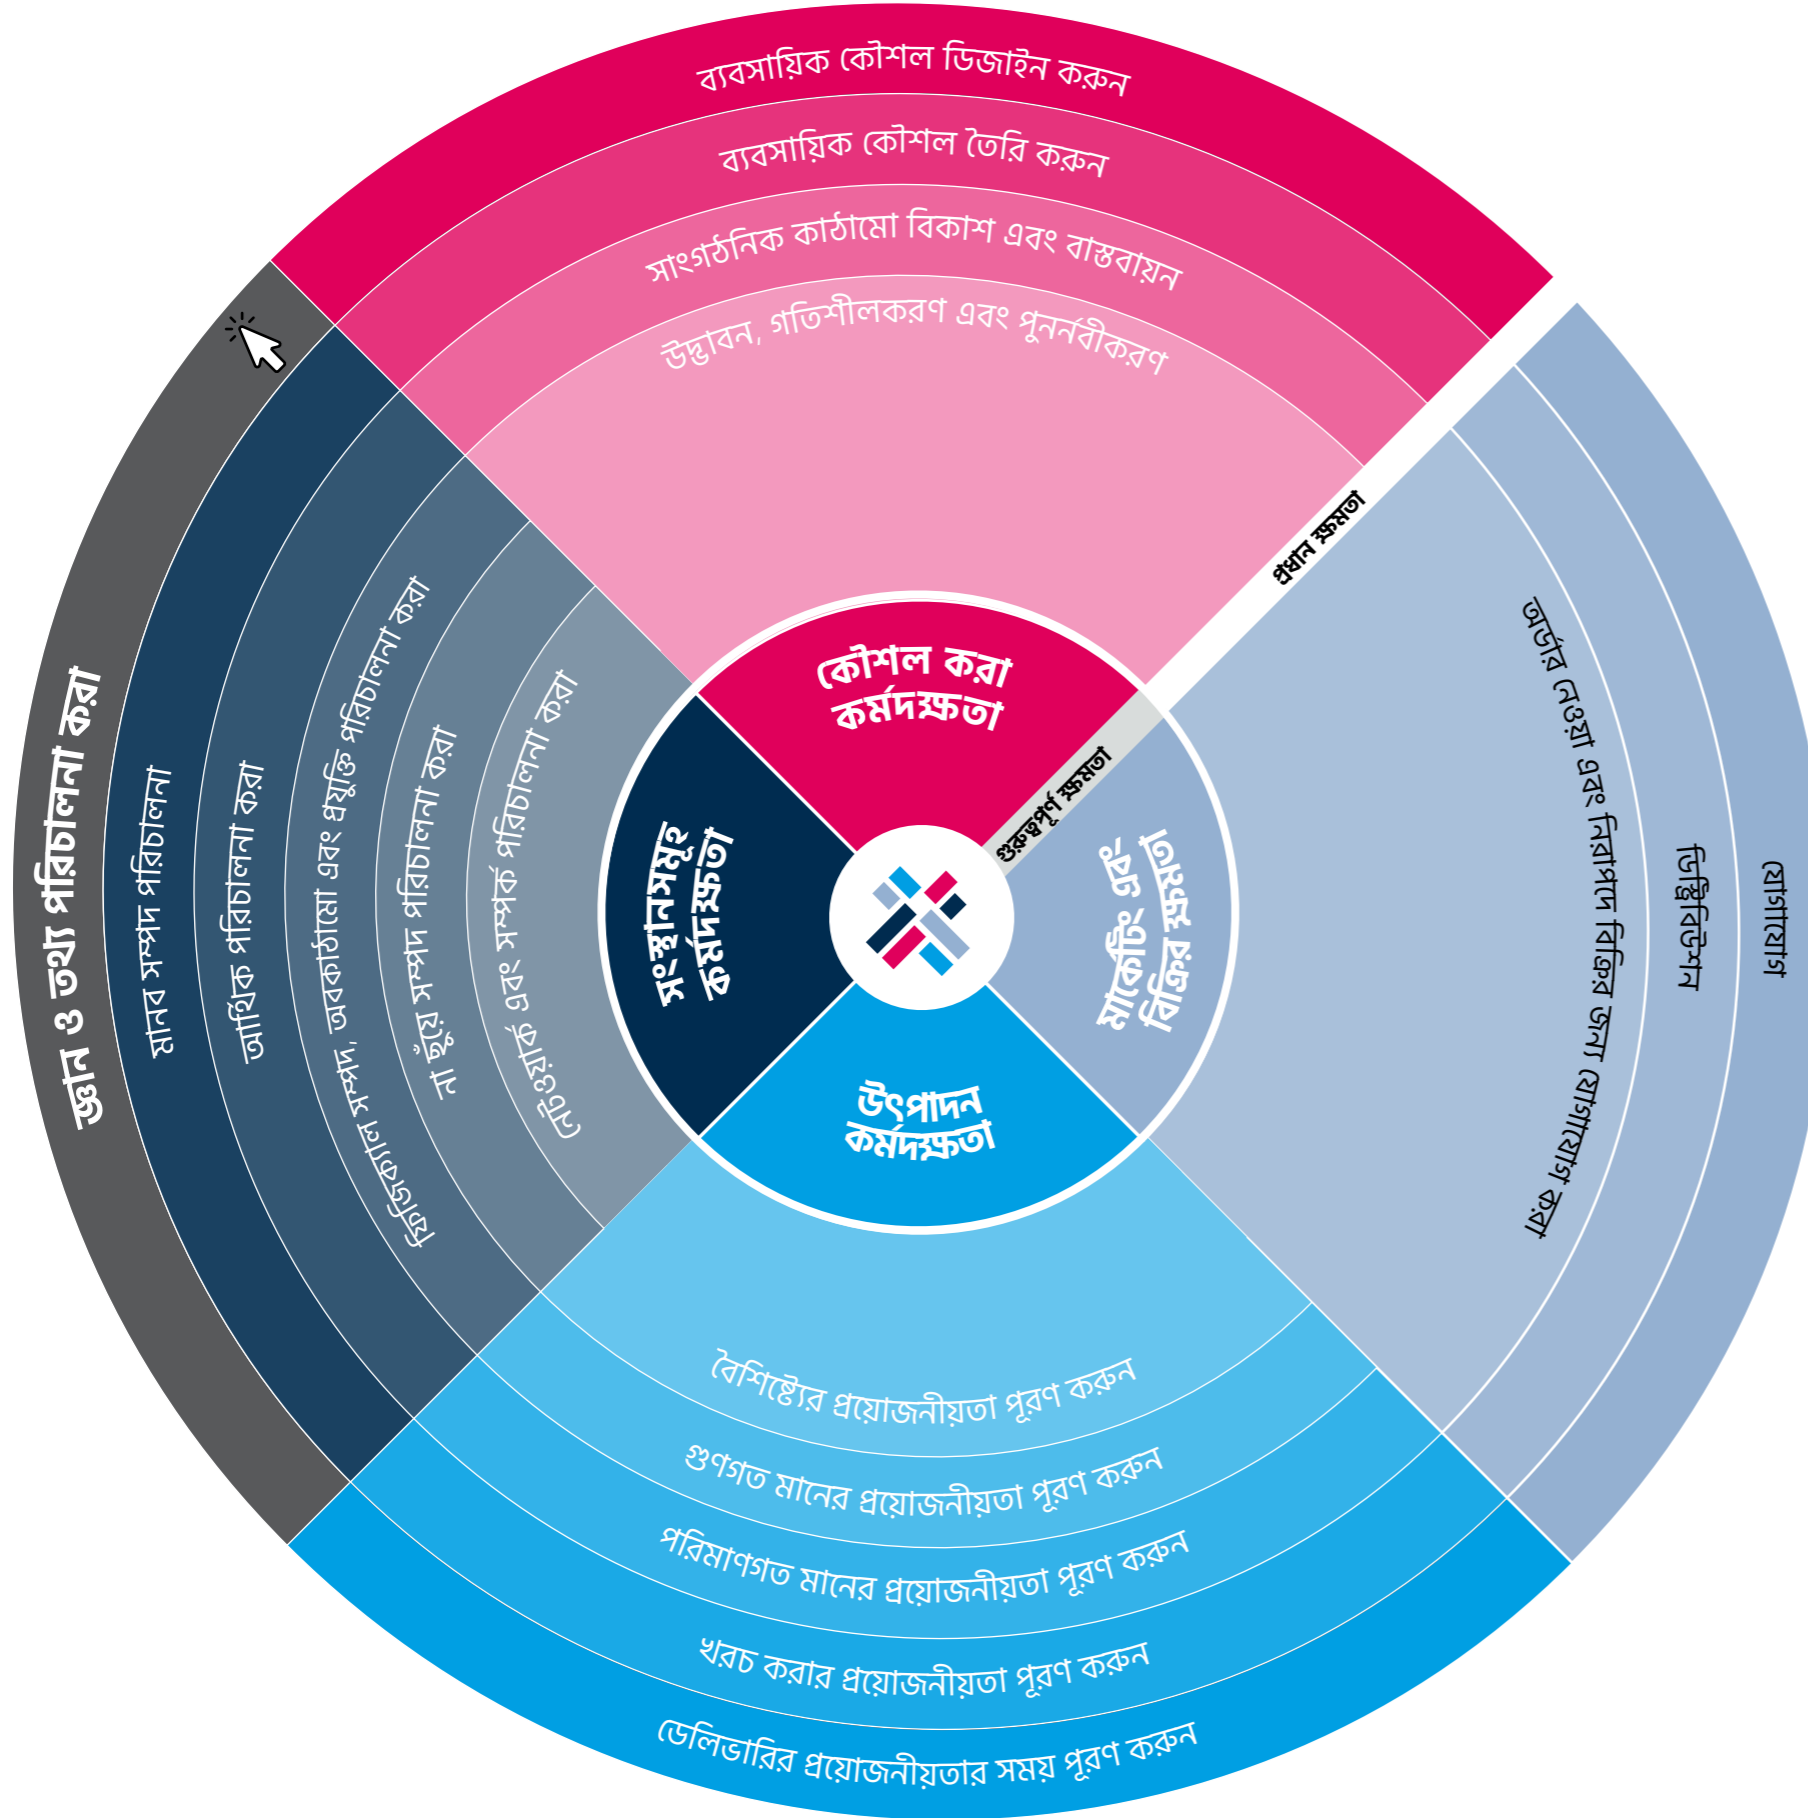 ব্যবসায়িক কৌশল ডিজাইন করুন
ব্যবসায়িক কৌশল তৈরি করুন
সাংগঠনিক কাঠামো বিকাশ এবং বাস্তবায়ন
উদ্ভাবন, গতিশীলকরণ এবং পুনর্নবীকরণ
কৌশল করা
কর্মদক্ষতা
প্রধান ক্ষমতা
গুরুত্বপূর্ণ ক্ষমতা
মার্কেটিং এবং
বিক্রির ক্ষমতা
অর্ডার নেওয়া এবং নিরাপদে বিক্রির জন্য যোগাযোগ করা
ডিস্ট্রিবিউশন
যোগাযোগ
জ্ঞান ও তথ্য পরিচালনা করা
মানব সম্পদ পরিচালনা
আর্থিক পরিচালনা করা
ফিজিক্যাল সম্পদ, অবকাঠামো এবং প্রযুক্তি পরিচালনা করা
না ছুঁয়ে সম্পদ পরিচালনা করা
নেটওয়ার্ক এবং সম্পর্ক পরিচালনা করা
সংস্থানসমূহ
কর্মদক্ষতা
উৎপাদন
কর্মদক্ষতা
বৈশিষ্ট্যের প্রয়োজনীয়তা পূরণ করুন
গুণগত মানের প্রয়োজনীয়তা পূরণ করুন
পরিমাণগত মানের প্রয়োজনীয়তা পূরণ করুন
খরচ করার প্রয়োজনীয়তা পূরণ করুন
ডেলিভারির প্রয়োজনীয়তার সময় পূরণ করুন